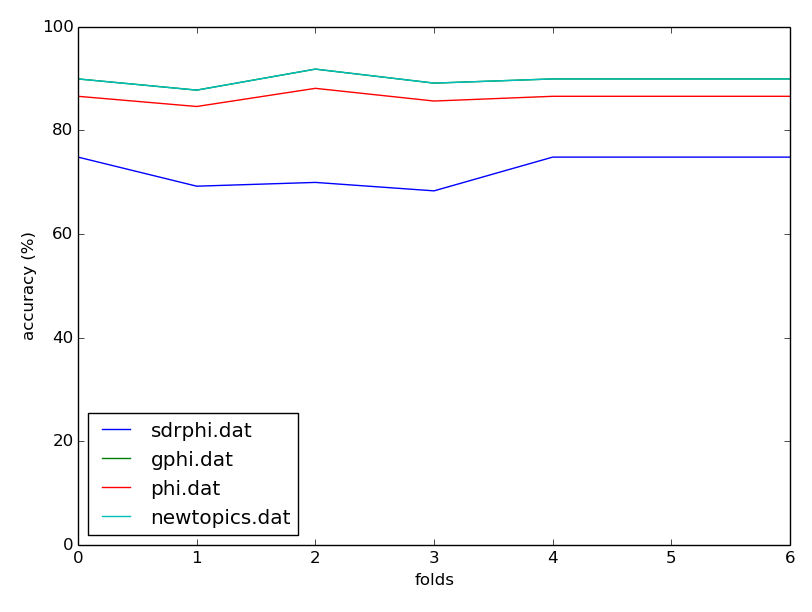 100
80
60
40
20
0
accuracy (%)
sdrphi.dat
gphi.dat
phi.dat
newtopics.dat
0 1 2 3 4 5 6
folds